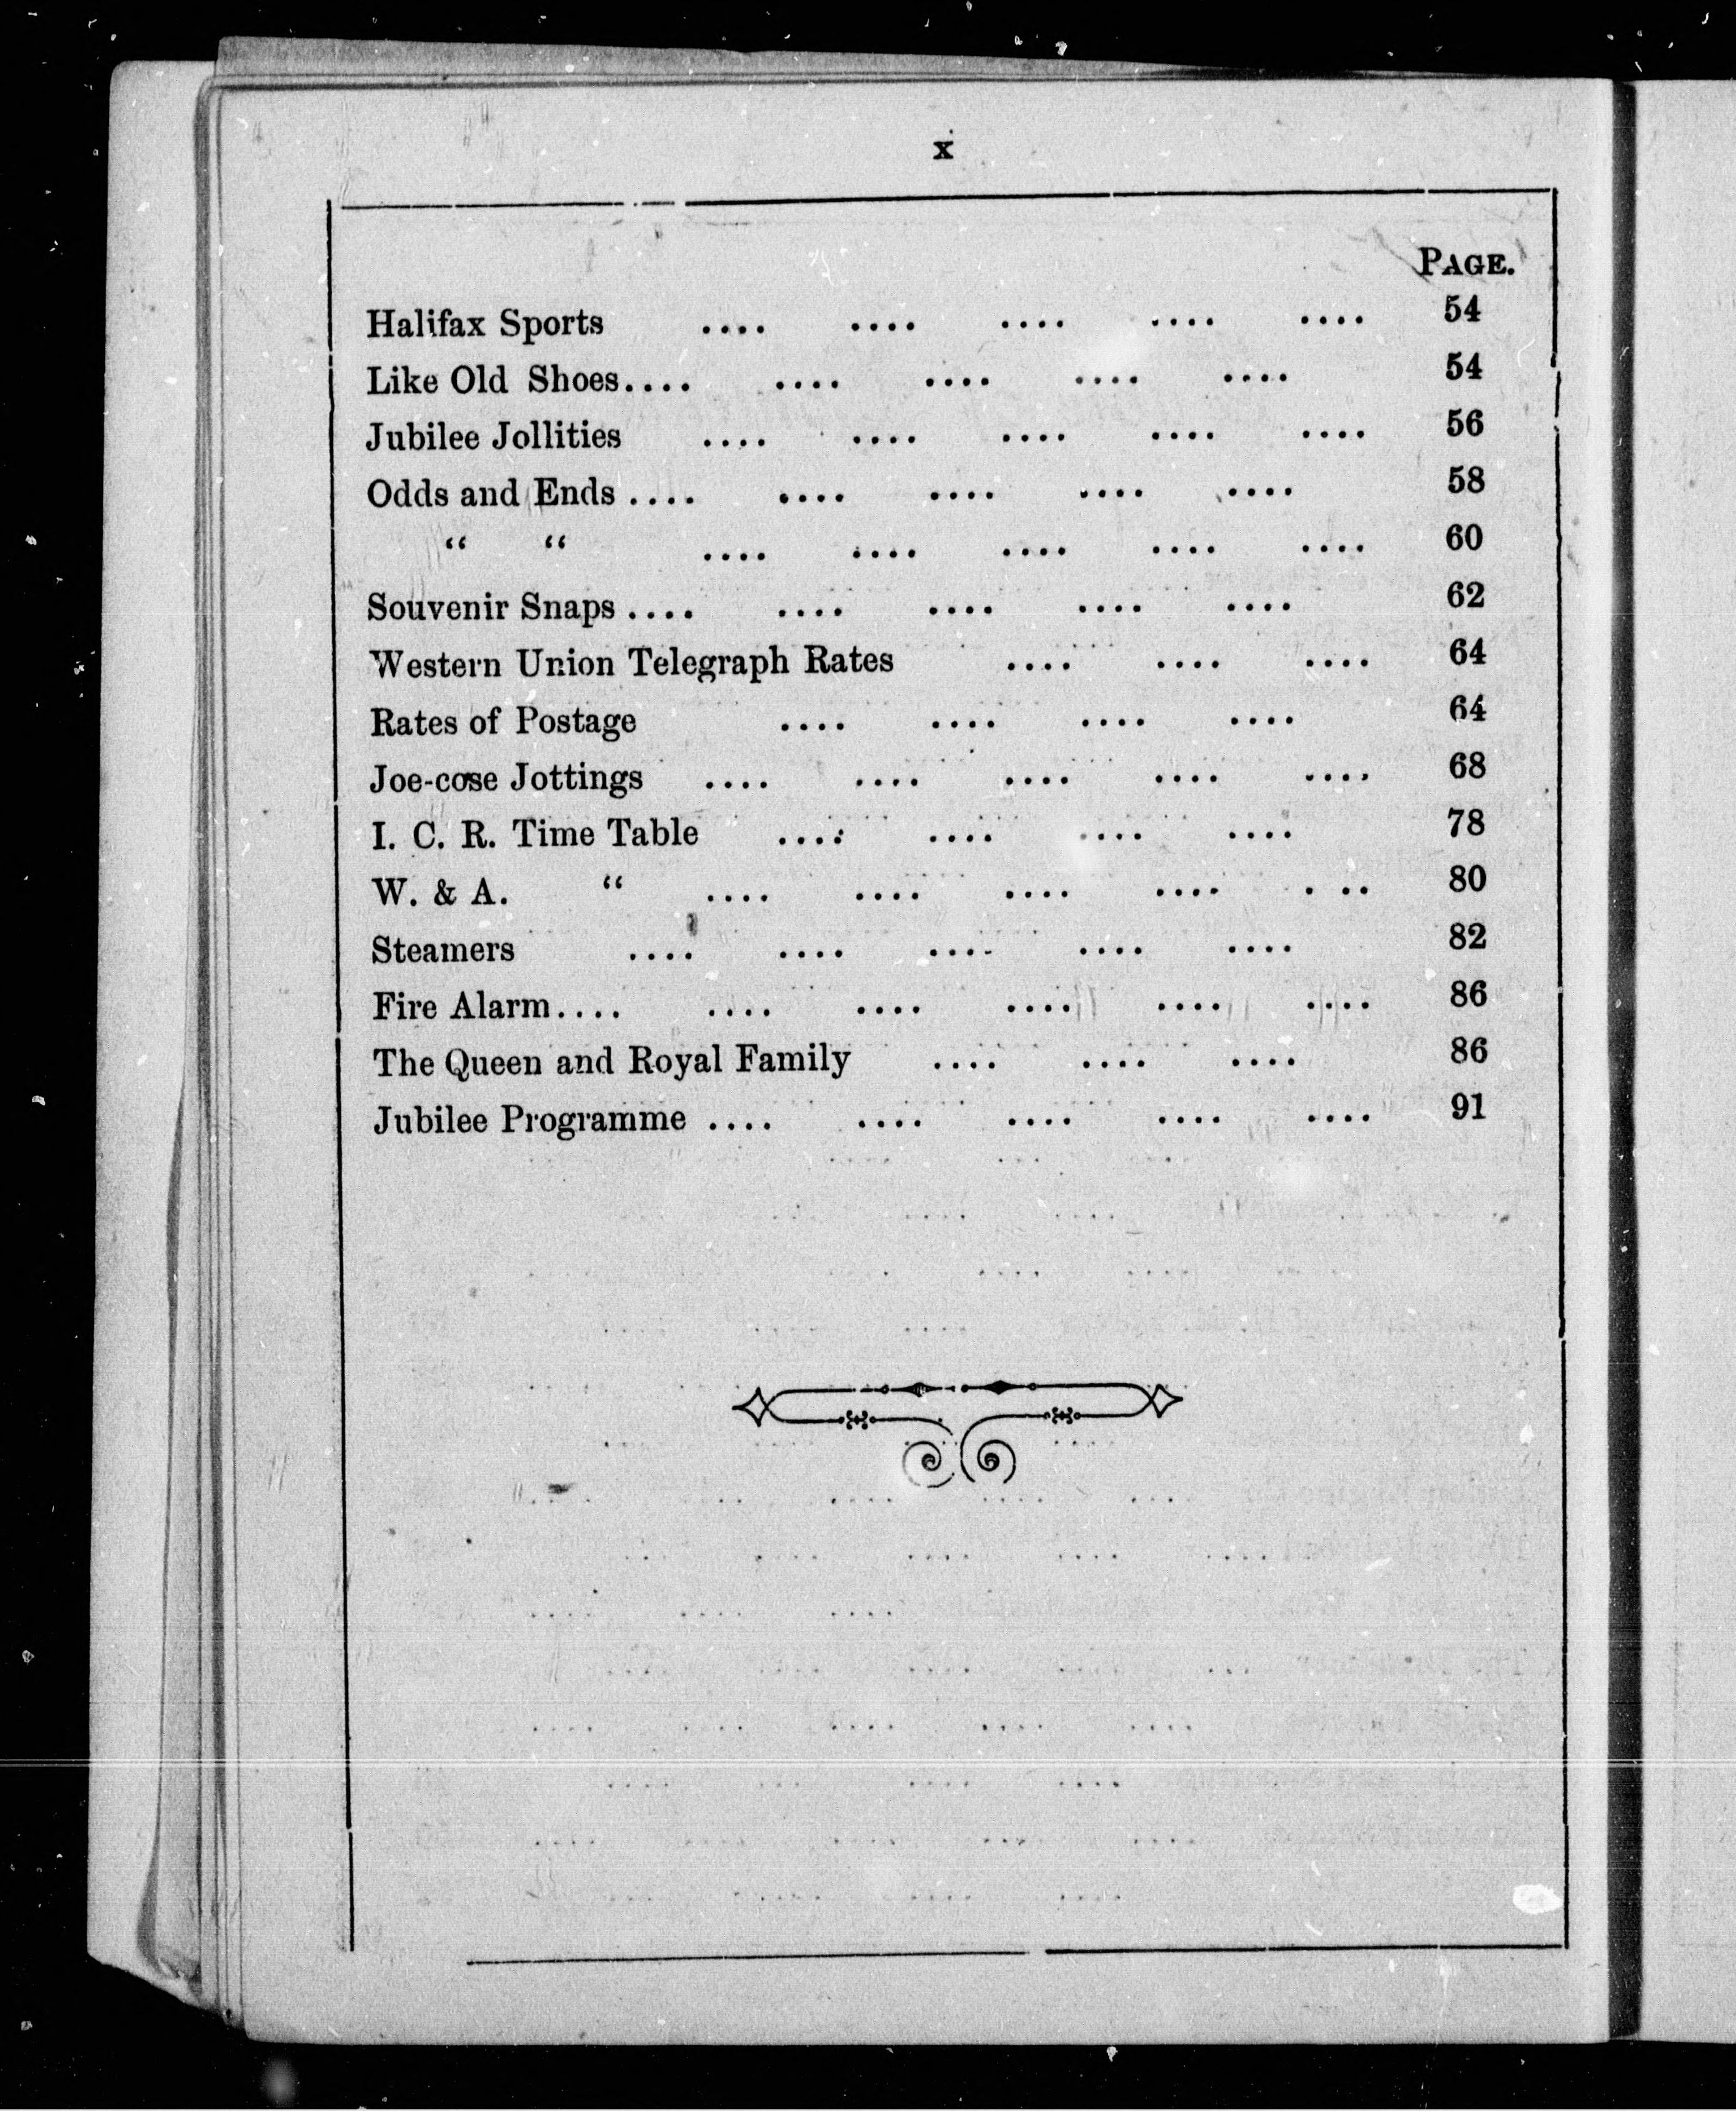 x
PAGE.
Halifax Sports .... .... .... .... .... 54
Like Old Shoes.... .... .... .... .... 54
Jubilee Jollities .... .... .... .... .... 56
Odds and Ends .... .... .... .... .... 58
“ “ .... .... .... .... .... 60
Souvenir Snaps .... .... .... .... .... 62
Western Union Telegraph Rates .... .... .... 64
Rates of Postage .... .... .... .... 64
Joe-cose Jottings .... .... .... .... .... 68
I. C. R. Time Table .... .... .... .... 78
W. & A. “ .... .... .... .... . .. 80
Steamers .... .... .... .... .... 82
Fire Alarm.... .... .... .... .... .... 86
The Queen and Royal Family .... .... .... 86
Jubilee Programme .... .... .... .... .... 91